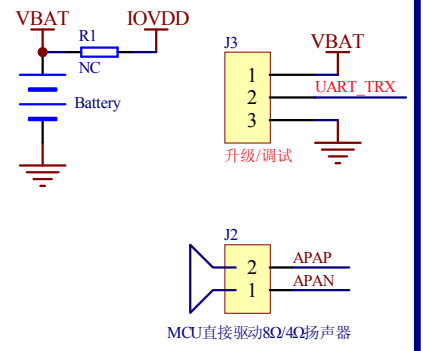 VBAT
IOVDD
R1
NC
Battery
J3
VBAT
1
2
3
UART_TRX
升级/调试
J2
2
1
APAP
APAN
MCU直接驱动8Ω/4Ω扬声器